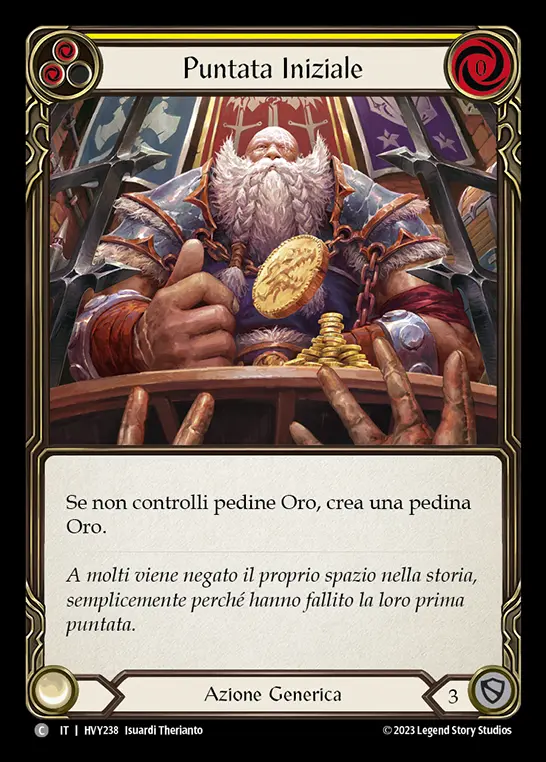 Puntata Iniziale
0
Se non controlli pedine Oro, crea una pedina
Oro.
A molti viene negato il proprio spazio nella storia,
semplicemente perché hanno fallito la loro prima
puntata.
Azione Generica
3
C IT | HVY238 Isuardi Therianto
© 2023 Legend Story Studios